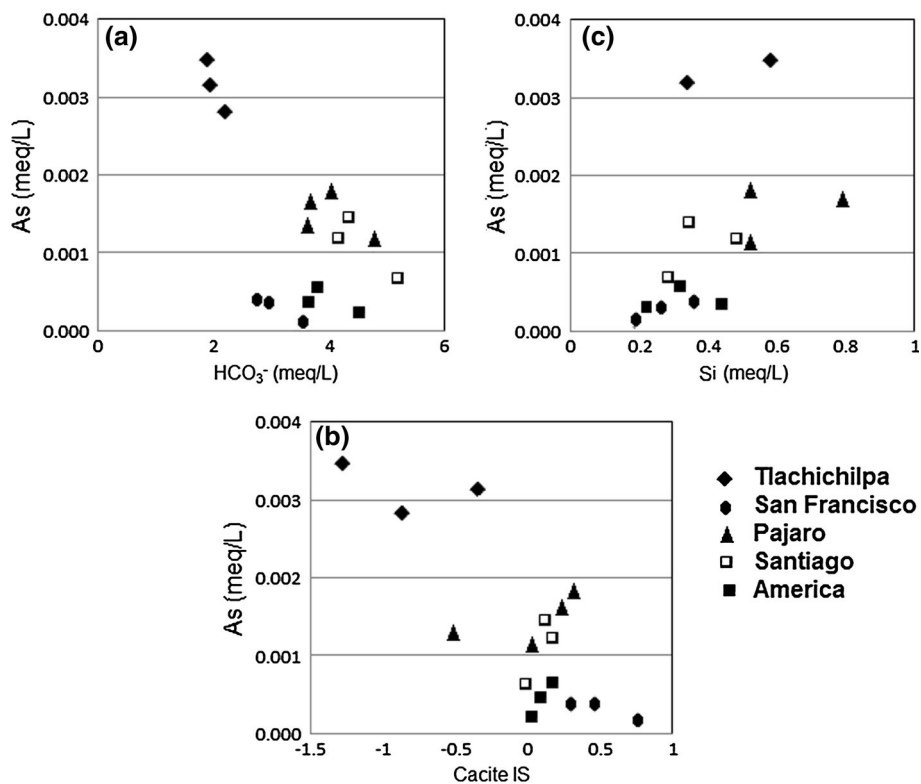 (a)
0.004
0.003
0.002
0.001
0.000
As (meq/L)
0 2 4 6
HCO₃⁻ (meq/L)
(c)
0.004
0.003
0.002
0.001
0.000
As (meq/L)
0 0.2 0.4 0.6 0.8 1
Si (meq/L)
(b)
0.004
0.003
0.002
0.001
0.000
As (meq/L)
-1.5 -1 -0.5 0 0.5 1
Cacite IS
Tlachichilpa
San Francisco
Pajaro
Santiago
America